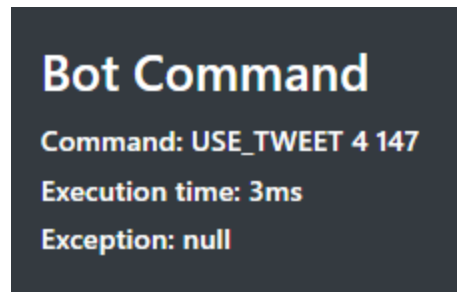 Bot Command
Command: USE_TWEET 4 147
Execution time: 3ms
Exception: null